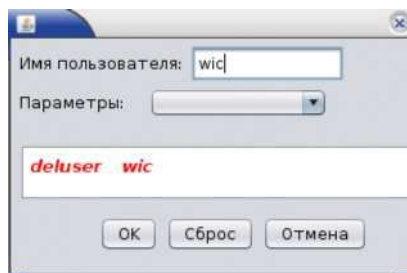 Имя пользователя: wic
Параметры:
deluser wic
OK Сброс Отмена